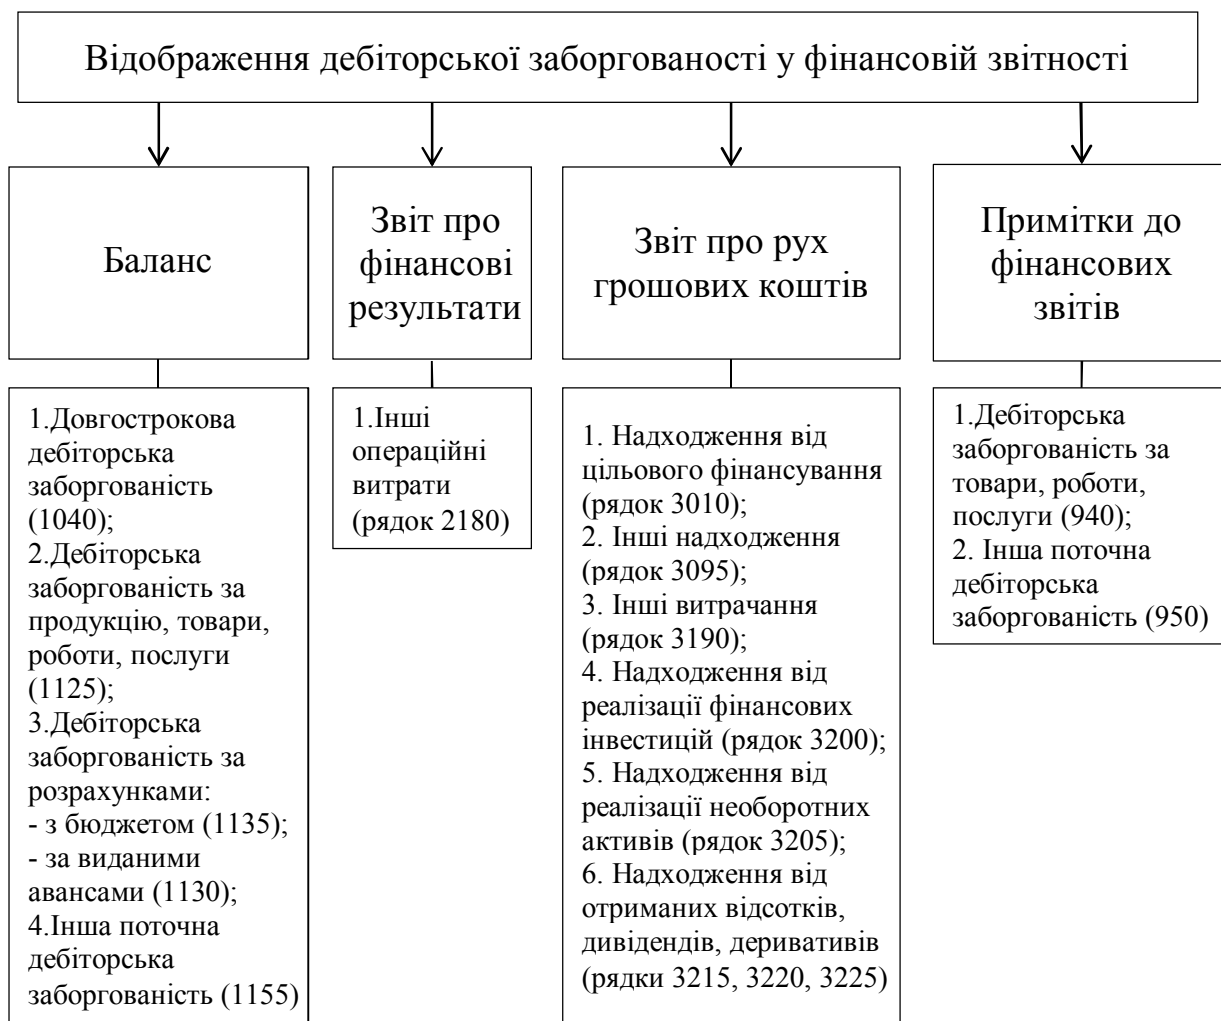 Відображення дебіторської заборгованості у фінансовій звітності
Баланс
Звіт про
фінансові
результати
Звіт про рух
грошових коштів
Примітки до
фінансових
звітів
1.Довгострокова
дебіторська
заборгованість
(1040);
2.Дебіторська
заборгованість за
продукцію, товари,
роботи, послуги
(1125);
3.Дебіторська
заборгованість за
розрахунками:
- з бюджетом (1135);
- за виданими
авансами (1130);
4.Інша поточна
дебіторська
заборгованість (1155)
1.Інші
операційні
витрати
(рядок 2180)
1. Надходження від
цільового фінансування
(рядок 3010);
2. Інші надходження
(рядок 3095);
3. Інші витрачання
(рядок 3190);
4. Надходження від
реалізації фінансових
інвестицій (рядок 3200);
5. Надходження від
реалізації необоротних
активів (рядок 3205);
6. Надходження від
отриманих відсотків,
дивідендів, деривативів
(рядки 3215, 3220, 3225)
1.Дебіторська
заборгованість за
товари, роботи,
послуги (940);
2. Інша поточна
дебіторська
заборгованість (950)